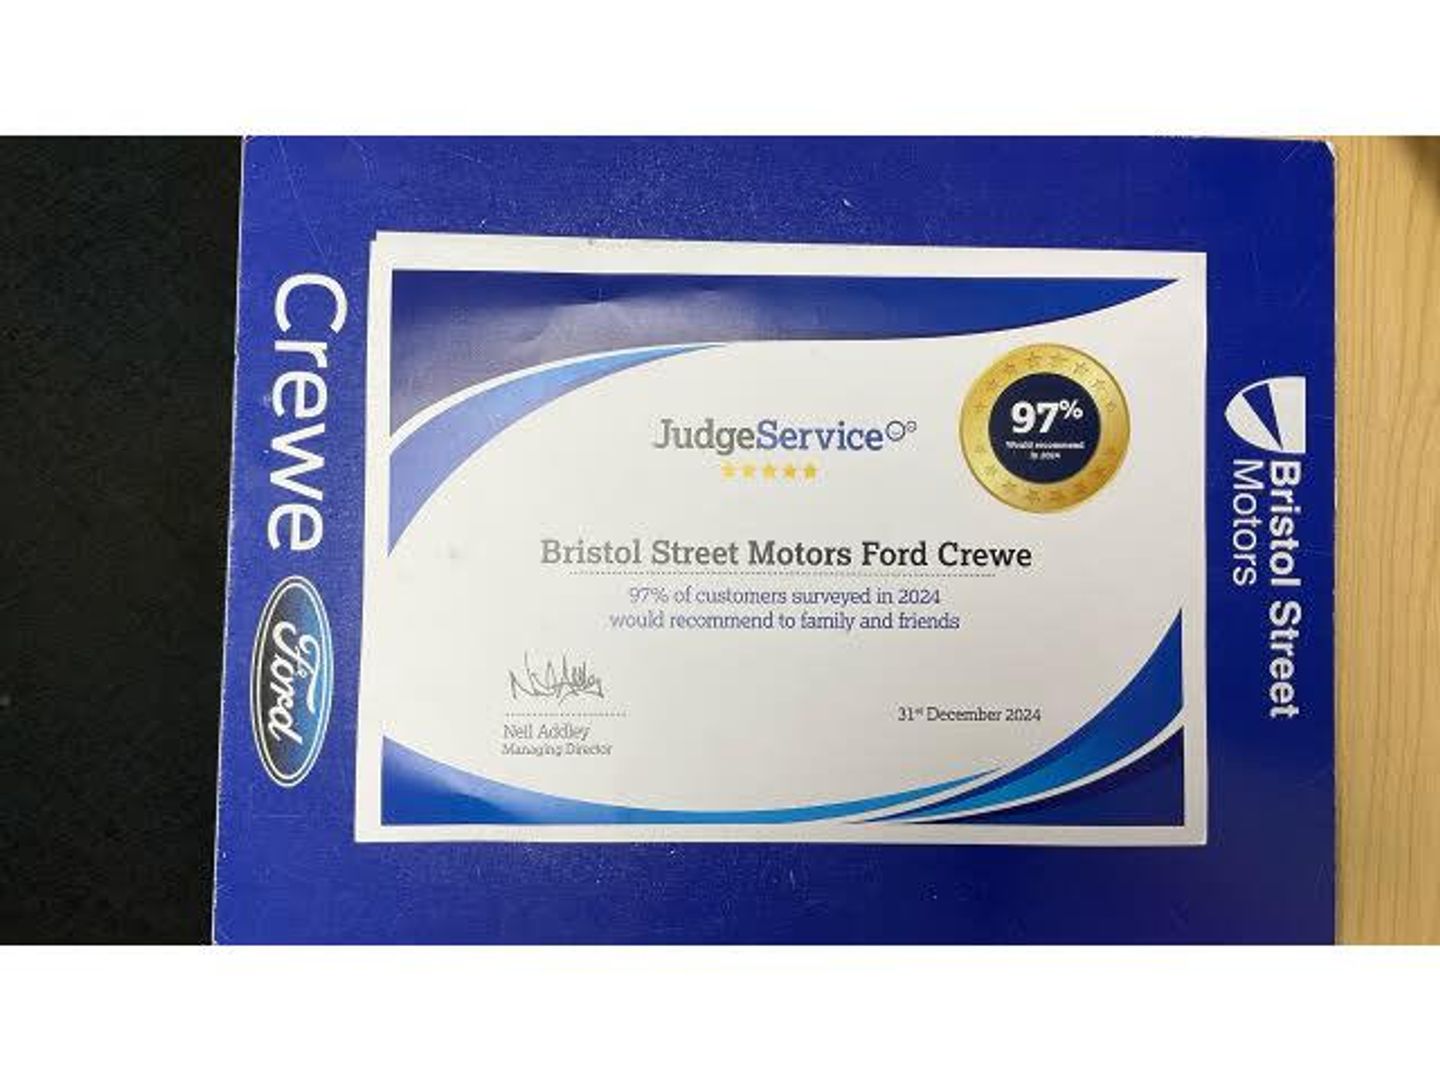 Crewe
Ford
JudgeService
97%
Would recommend
in 2024
Bristol Street Motors Ford Crewe
97% of customers surveyed in 2024
would recommend to family and friends
Neil Addley
Managing Director
31st December 2024
Bristol Street
Motors